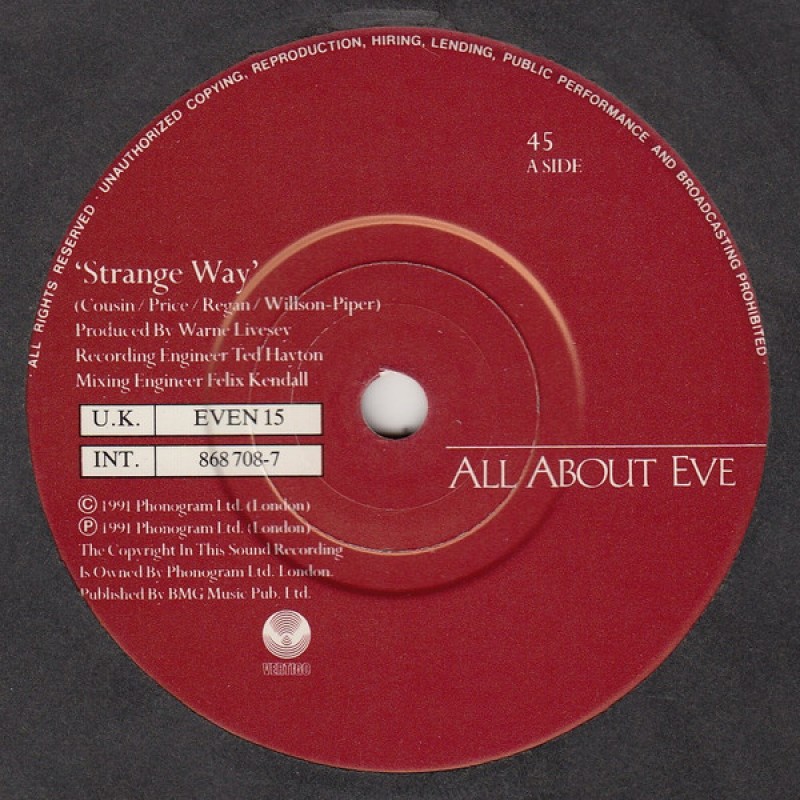 ALL RIGHTS RESERVED · UNAUTHORIZED COPYING, REPRODUCTION, HIRING, LENDING, PUBLIC PERFORMANCE AND BROADCASTING PROHIBITED ·
45
A SIDE
‘Strange Way’
(Cousin / Price / Regan / Willson-Piper)
Produced By Warne Livesey
Recording Engineer Ted Hayton
Mixing Engineer Felix Kendall
U.K. EVEN 15
INT. 868 708-7
ALL ABOUT EVE
© 1991 Phonogram Ltd. (London)
℗ 1991 Phonogram Ltd. (London)
The Copyright In This Sound Recording
Is Owned By Phonogram Ltd. London.
Published By BMG Music Pub. Ltd.
VERTIGO